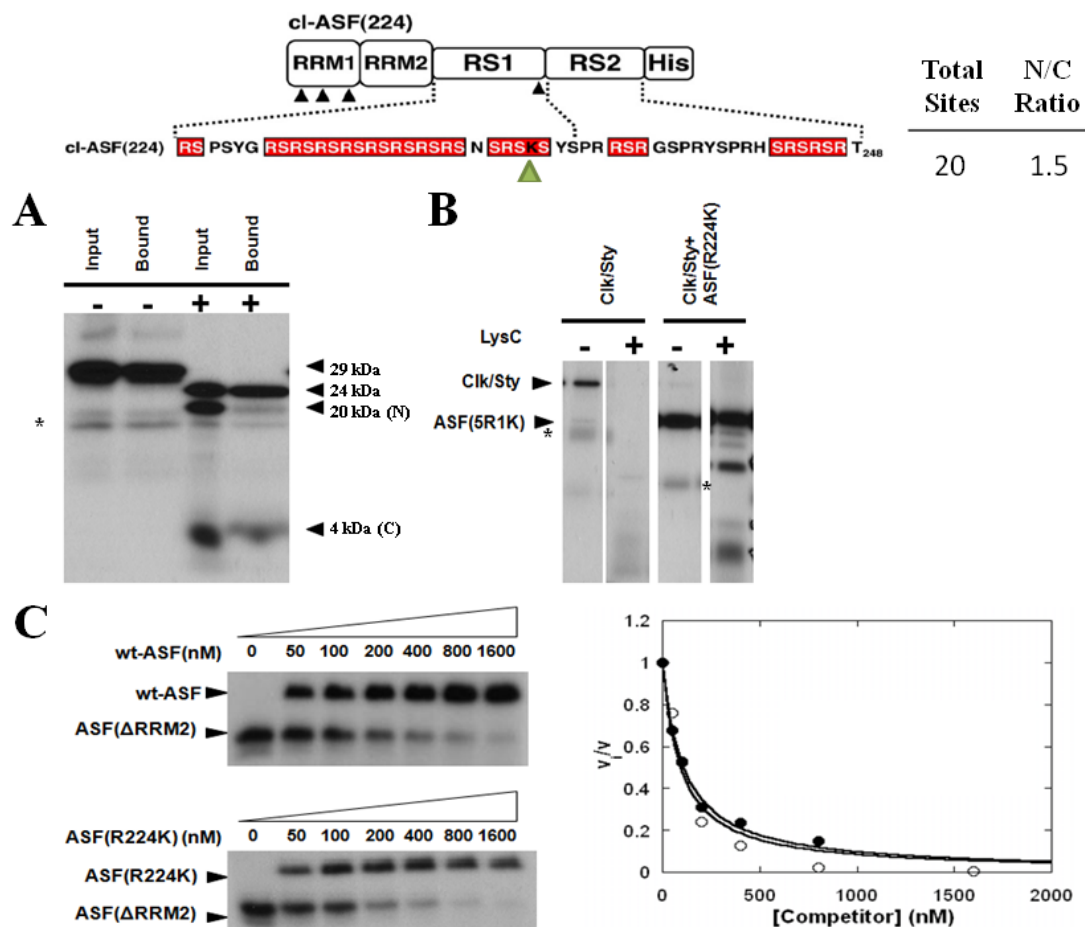 cl-ASF(224)
RRM1 RRM2 RS1 RS2 His
Total Sites N/C Ratio
cl-ASF(224) RS PSYG RSRSRSRSRSRSRSRS N SRSKS YSPR RSR GSPRYSPRH SRSRSR T248
20 1.5
A
Input Bound Input Bound
- - + +
29 kDa
24 kDa
20 kDa (N)
*
4 kDa (C)
B
Clk/Sty Clk/Sty+ ASF(R224K)
LysC - + - +
Clk/Sty
ASF(5R1K)
*
*
C
wt-ASF(nM) 0 50 100 200 400 800 1600
wt-ASF
ASF(ΔRRM2)
ASF(R224K) (nM) 0 50 100 200 400 800 1600
ASF(R224K)
ASF(ΔRRM2)
1.2
1
0.8
0.6
0.4
0.2
0
vi/v
0 500 1000 1500 2000
[Competitor] (nM)